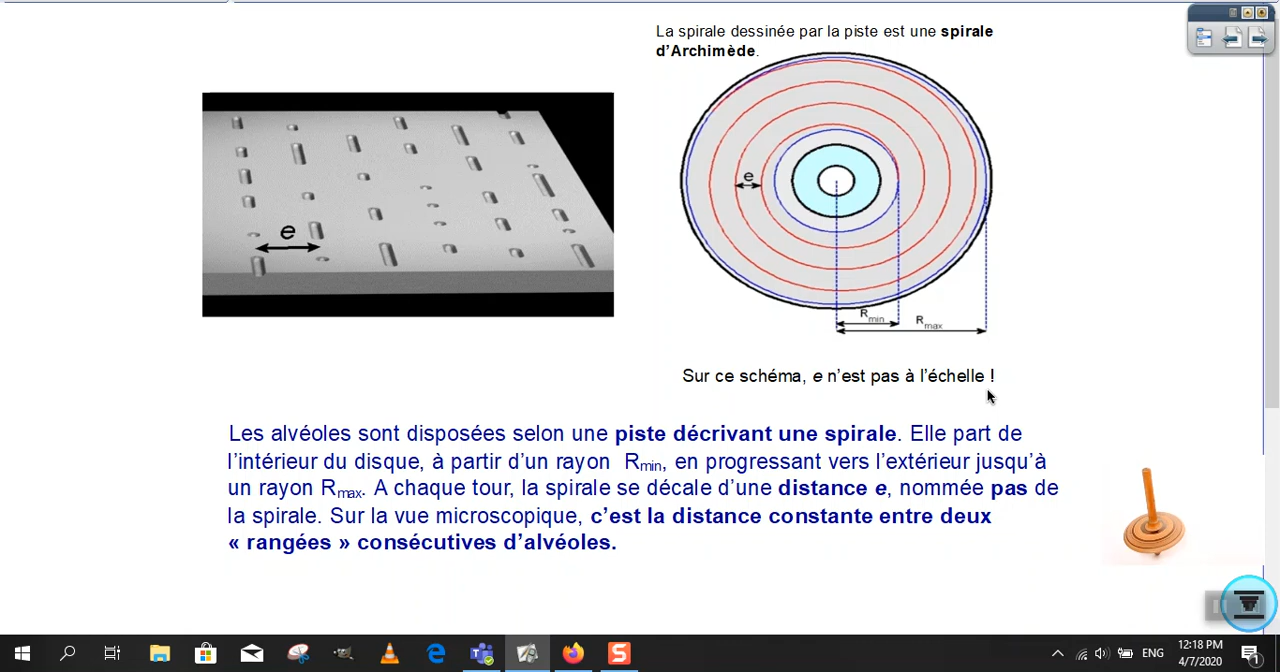 La spirale dessinée par la piste est une spirale
d'Archimède.
e
e
R min
R max
Sur ce schéma, e n'est pas à l'échelle !
Les alvéoles sont disposées selon une piste décrivant une spirale. Elle part de
l'intérieur du disque, à partir d'un rayon Rmin, en progressant vers l'extérieur jusqu'à
un rayon Rmax. A chaque tour, la spirale se décale d'une distance e, nommée pas de
la spirale. Sur la vue microscopique, c'est la distance constante entre deux
« rangées » consécutives d'alvéoles.
ENG
12:18 PM
4/7/2020